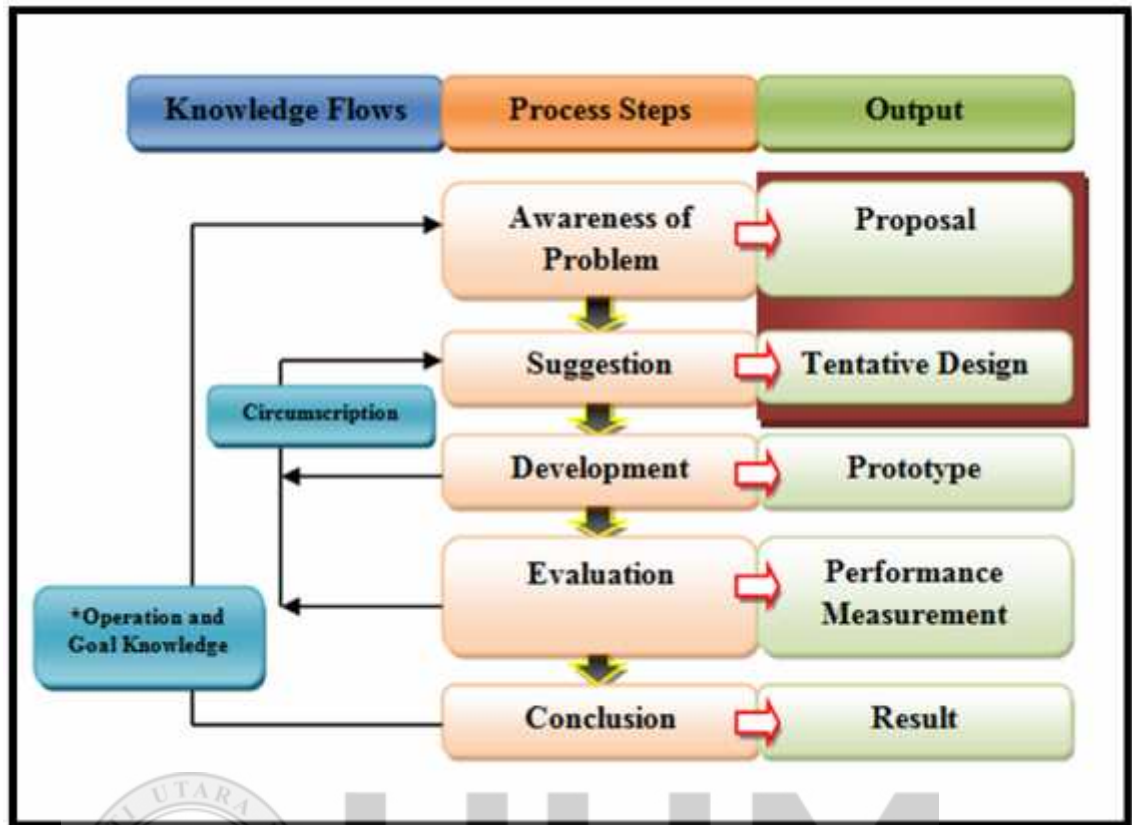 Knowledge Flows
Process Steps
Output
Awareness of
Problem
Proposal
Suggestion
Tentative Design
Circumscription
Development
Prototype
Evaluation
Performance
Measurement
*Operation and
Goal Knowledge
Conclusion
Result
UTARA